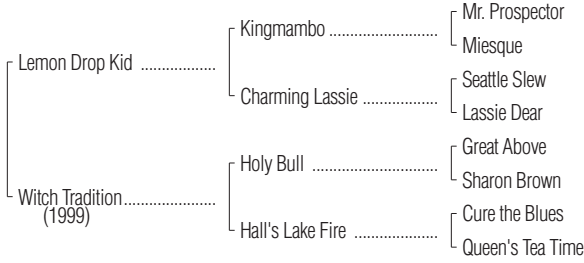 Mr. Prospector
Kingmambo ......................
Miesque
Lemon Drop Kid ...............
Seattle Slew
Charming Lassie ...............
Lassie Dear
Great Above
Holy Bull .........................
Sharon Brown
Witch Tradition..................
(1999)
Cure the Blues
Hall's Lake Fire .................
Queen's Tea Time